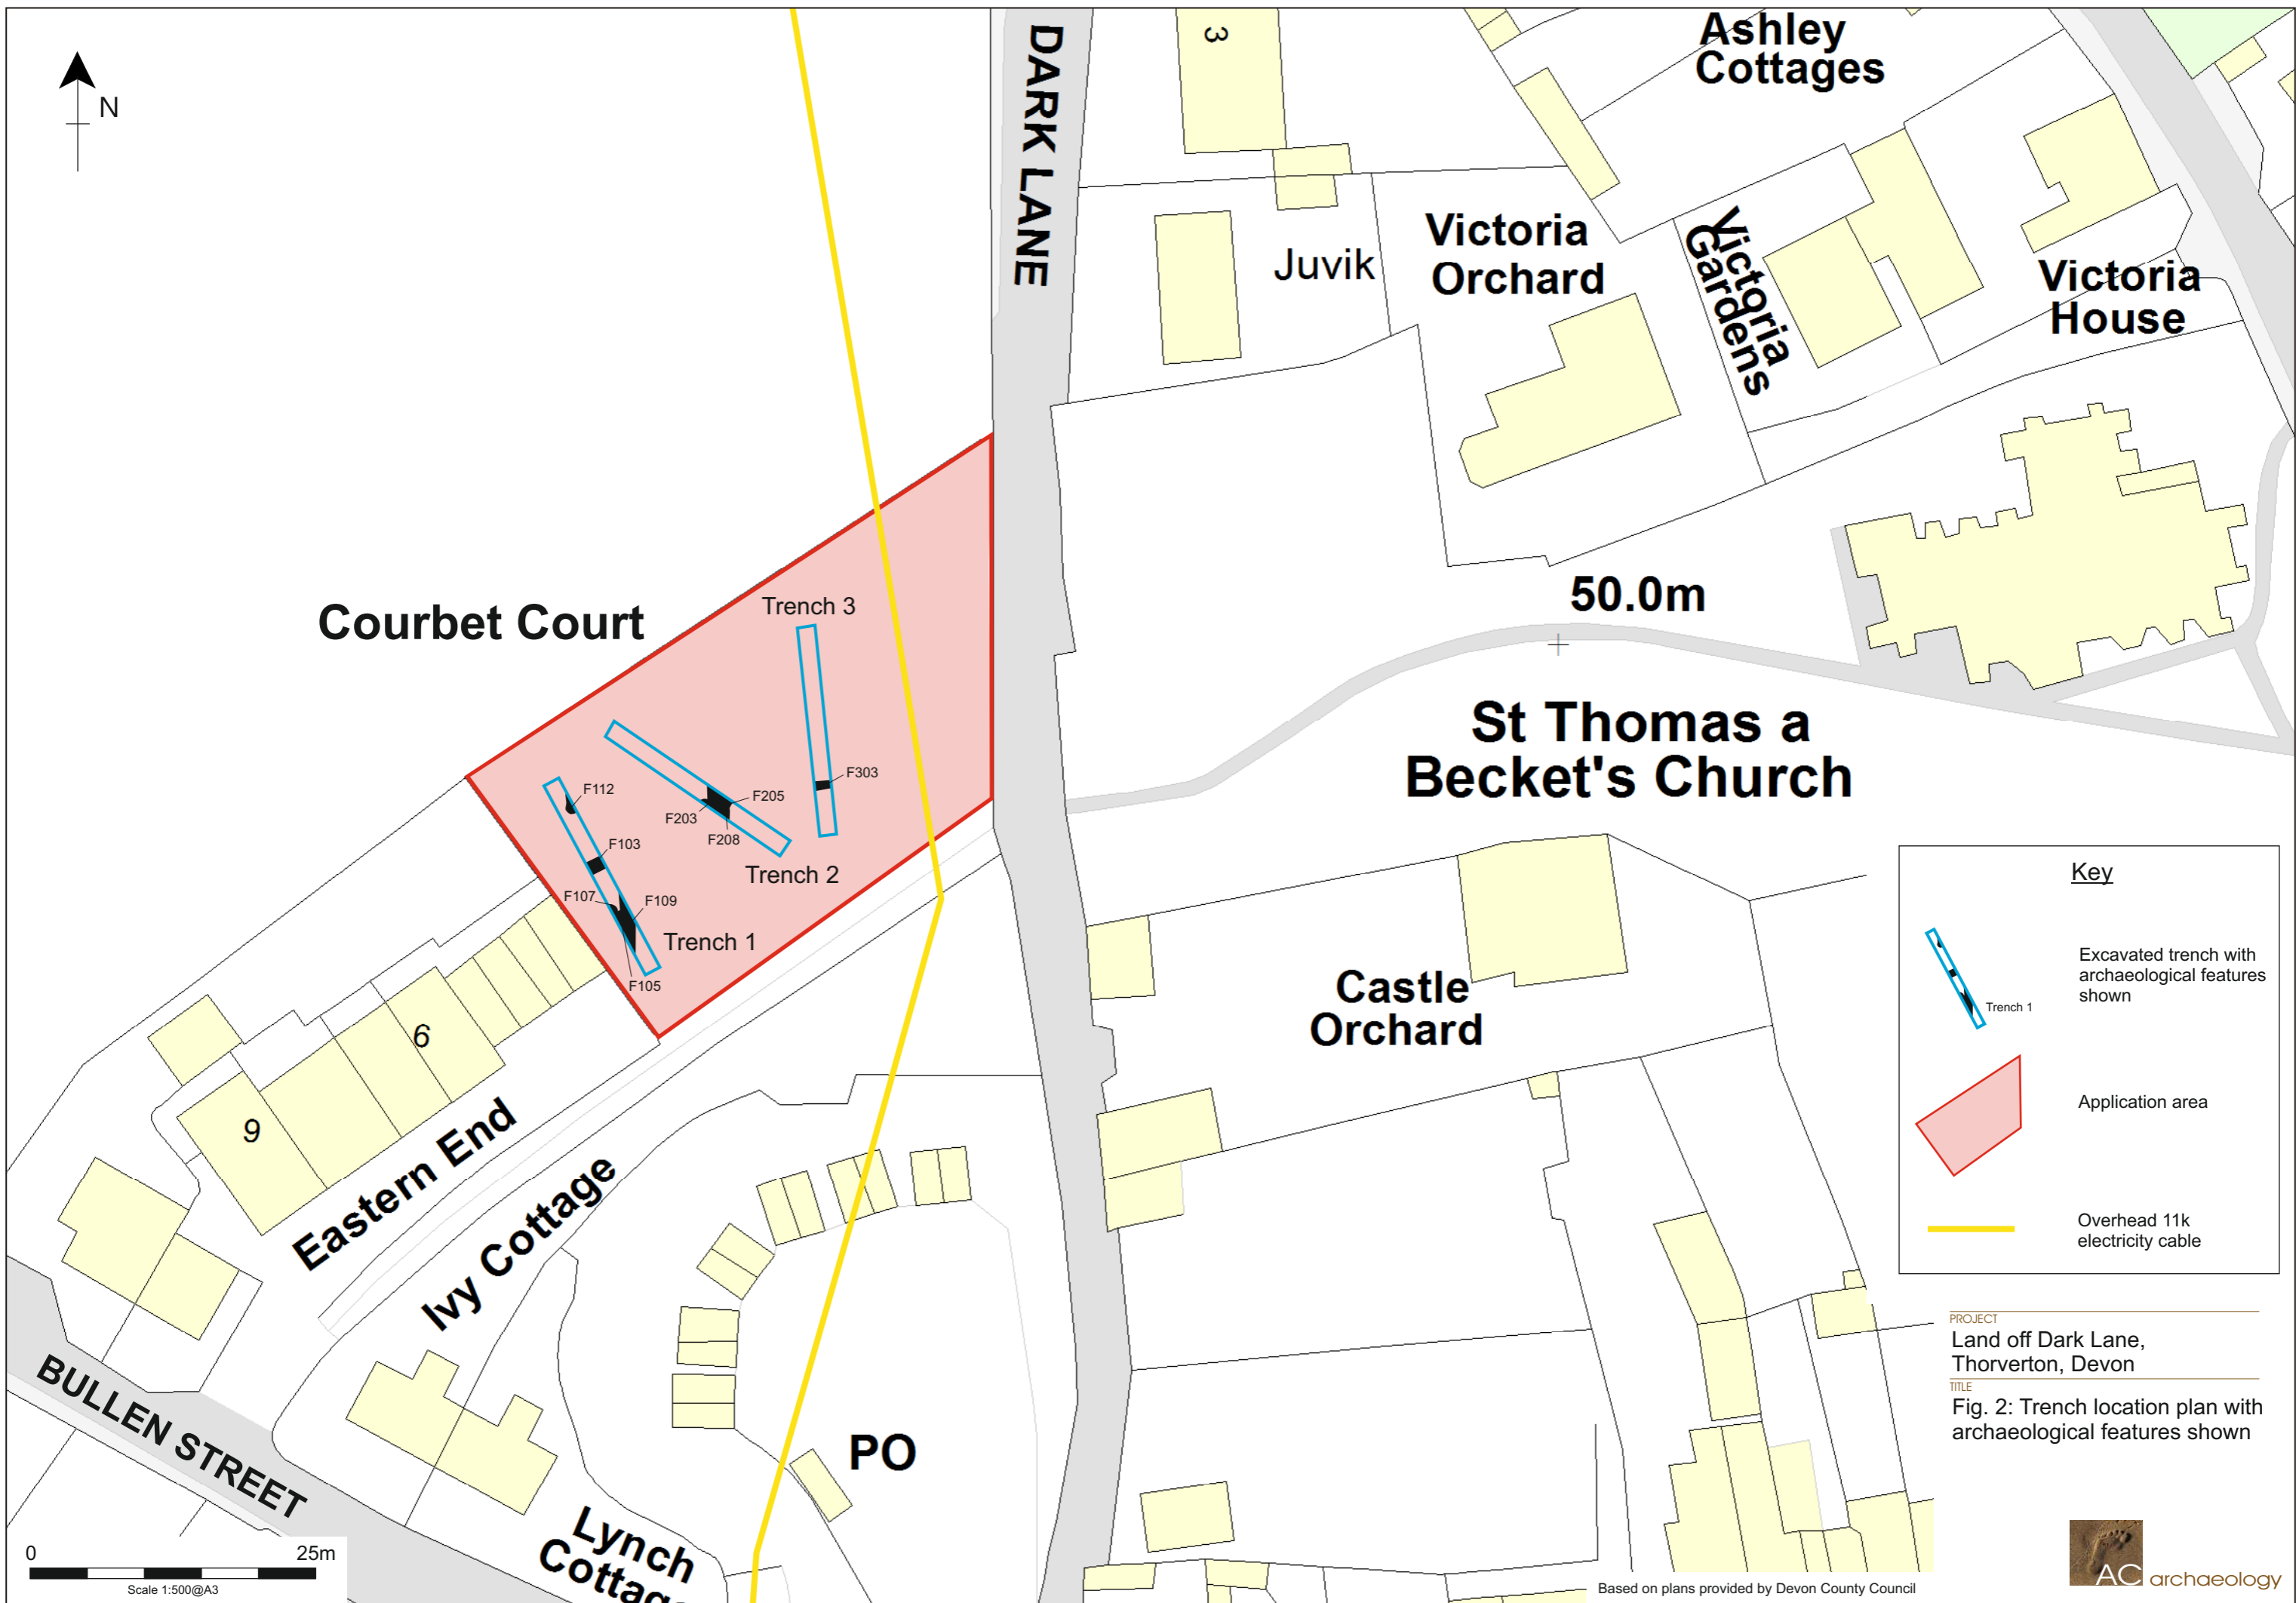 N
DARK LANE
3
Ashley
Cottages
Juvik
Victoria
Orchard
Victoria
Gardens
Victoria
House
Courbet Court
Trench 3
50.0m
St Thomas a
Becket's Church
F303
F205
F203
F208
Trench 2
F112
F103
F107
F109
Trench 1
F105
Castle
Orchard
6
9
Eastern End
Ivy Cottage
BULLEN STREET
PO
Lynch
Cottag
0 25m
Scale 1:500@A3
Key
Excavated trench with
archaeological features
shown
Trench 1
Application area
Overhead 11k
electricity cable
PROJECT
Land off Dark Lane,
Thorverton, Devon
TITLE
Fig. 2: Trench location plan with
archaeological features shown
Based on plans provided by Devon County Council
AC archaeology